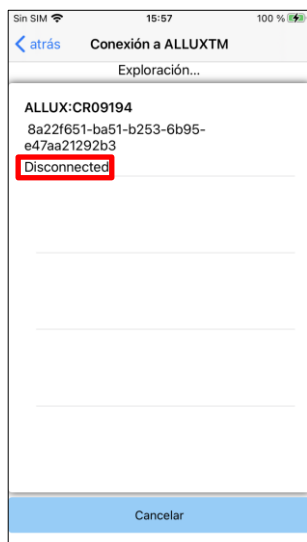 Sin SIM 15:57 100 %
atrás Conexión a ALLUXTM
Exploración...
ALLUX:CR09194
8a22f651-ba51-b253-6b95-
e47aa21292b3
Disconnected
Cancelar